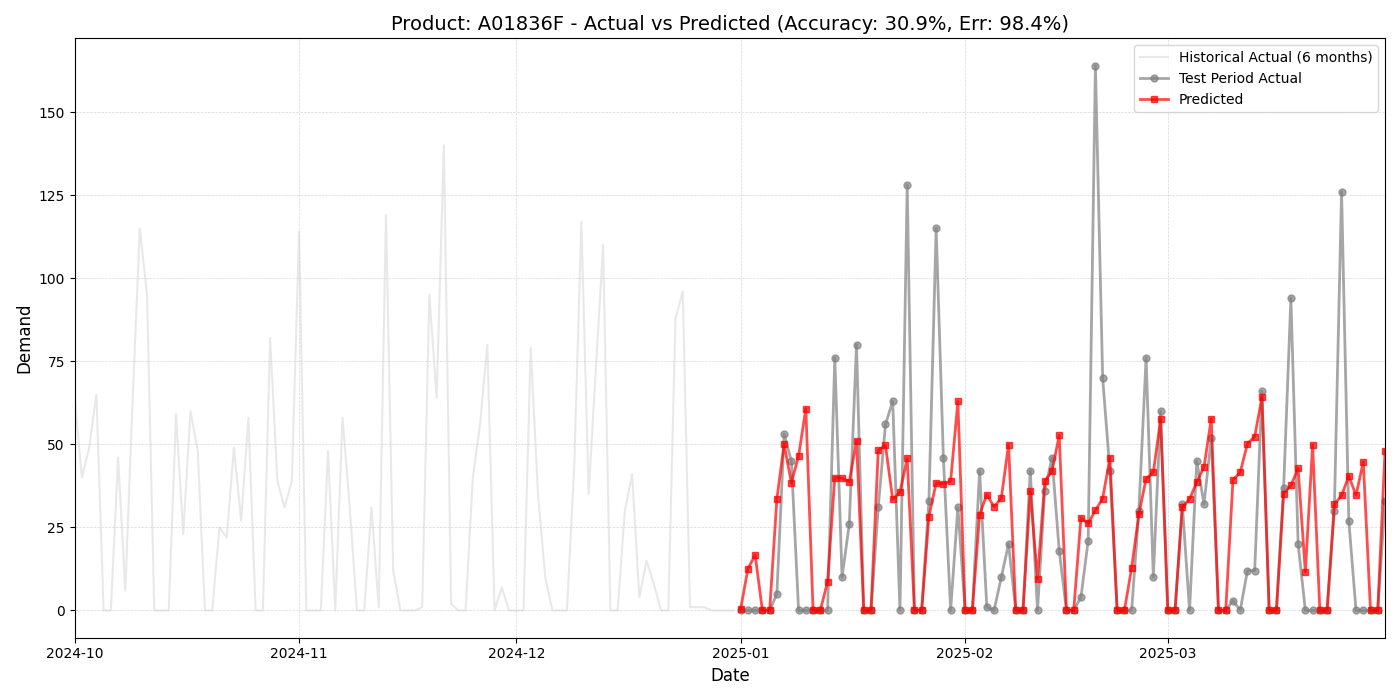 Product: A01836F - Actual vs Predicted (Accuracy: 30.9%, Err: 98.4%)
Historical Actual (6 months)
Test Period Actual
Predicted
Demand
150
125
100
75
50
25
0
2024-10
2024-11
2024-12
2025-01
2025-02
2025-03
Date